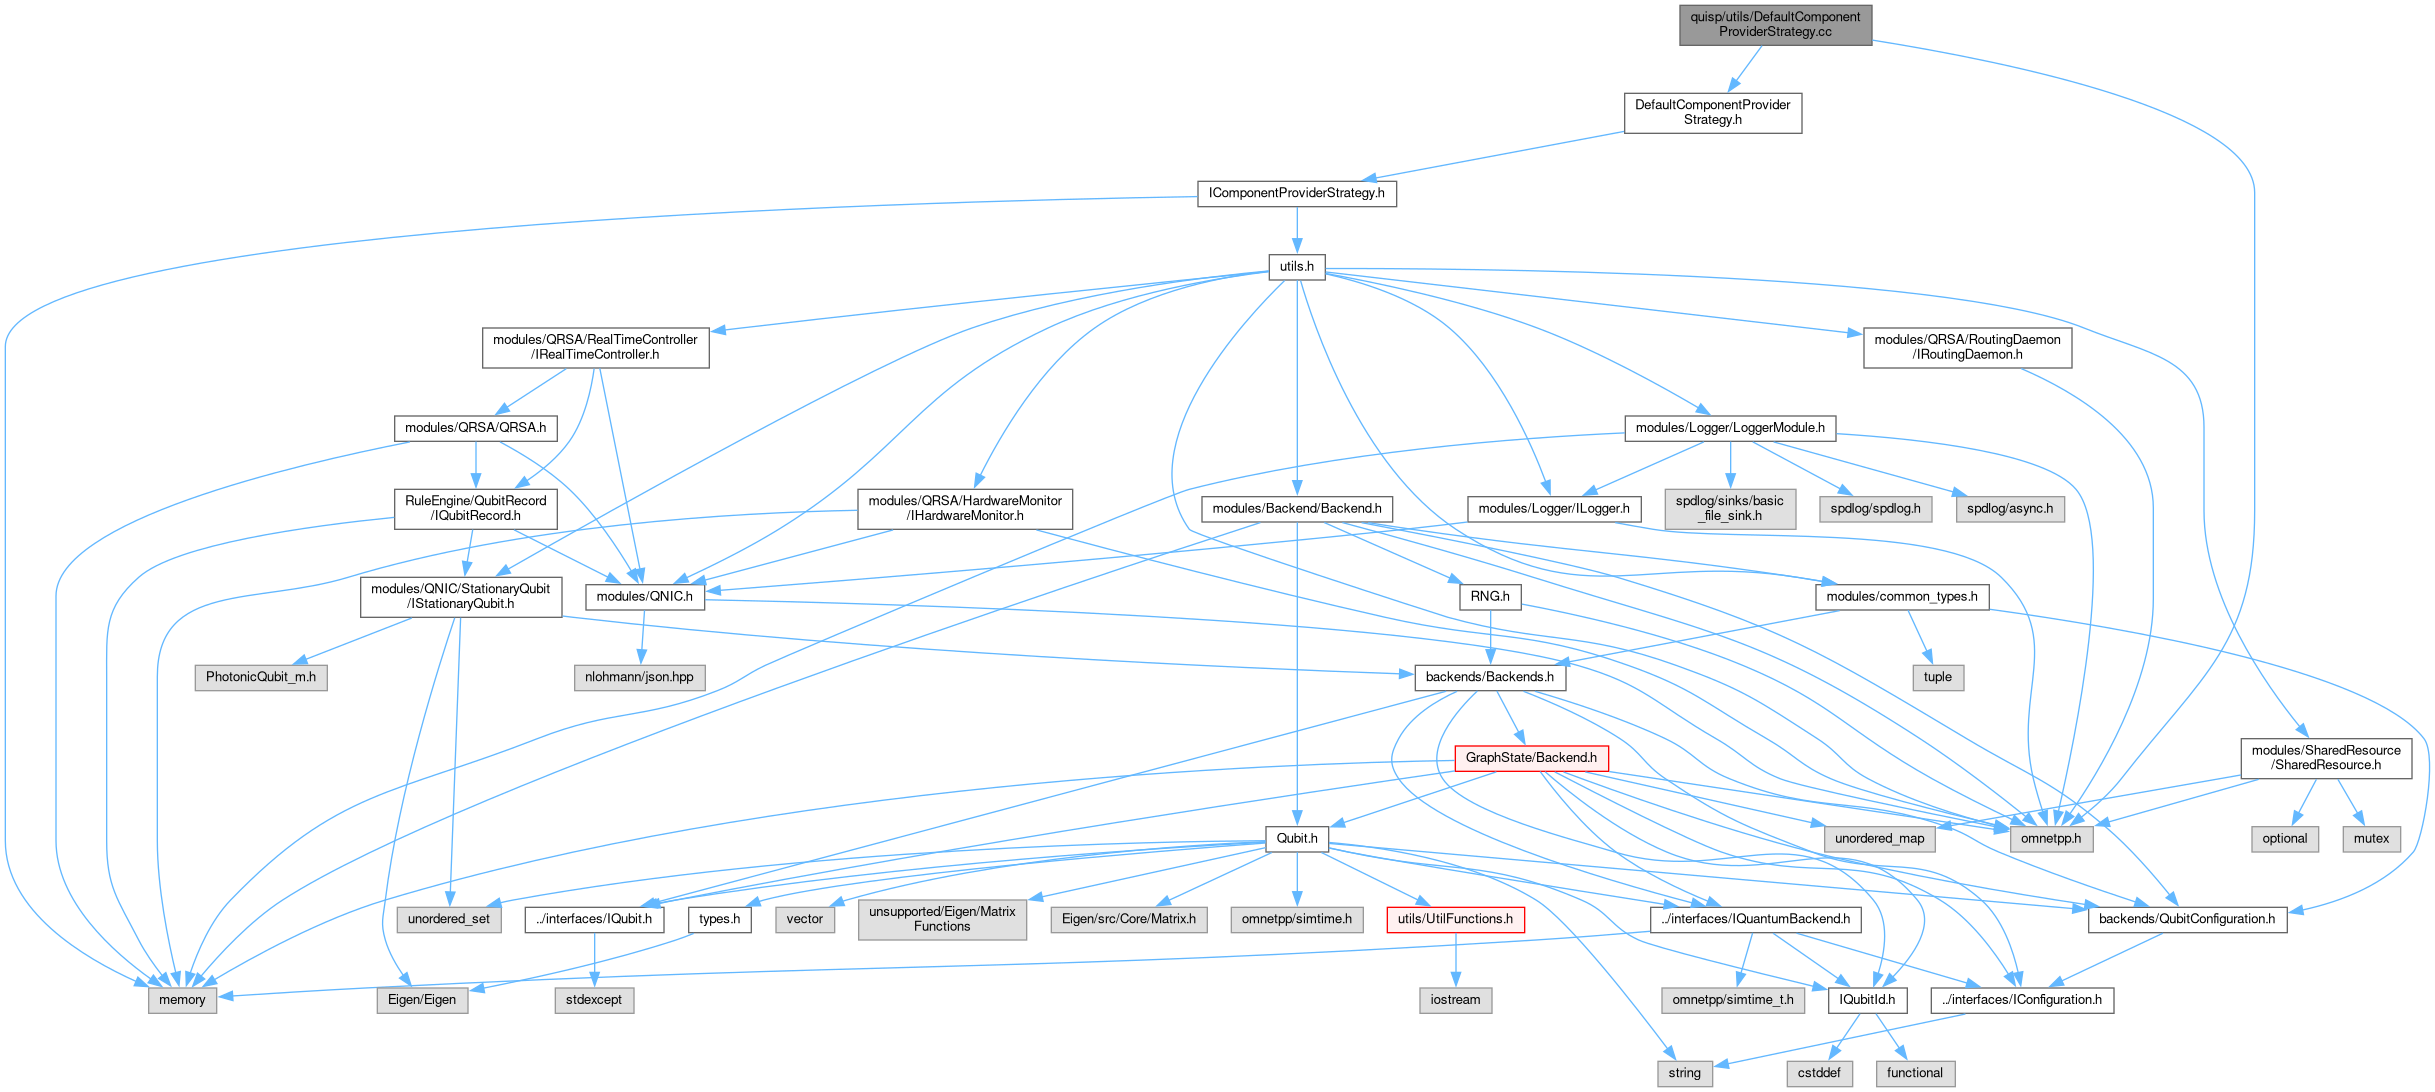 quisp/utils/DefaultComponent
ProviderStrategy.cc
DefaultComponentProvider
Strategy.h
IComponentProviderStrategy.h
utils.h
modules/QRSA/RealTimeController
/IRealTimeController.h
modules/QRSA/RoutingDaemon
/IRoutingDaemon.h
modules/QRSA/QRSA.h
modules/Logger/LoggerModule.h
RuleEngine/QubitRecord
/IQubitRecord.h
modules/QRSA/HardwareMonitor
/IHardwareMonitor.h
modules/Backend/Backend.h
modules/Logger/ILogger.h
spdlog/sinks/basic
_file_sink.h
spdlog/spdlog.h
spdlog/async.h
modules/QNIC/StationaryQubit
/IStationaryQubit.h
modules/QNIC.h
RNG.h
modules/common_types.h
PhotonicQubit_m.h
nlohmann/json.hpp
backends/Backends.h
tuple
GraphState/Backend.h
modules/SharedResource
/SharedResource.h
Qubit.h
unordered_map
omnetpp.h
optional
mutex
unordered_set
../interfaces/IQubit.h
types.h
vector
unsupported/Eigen/Matrix
Functions
Eigen/src/Core/Matrix.h
omnetpp/simtime.h
utils/UtilFunctions.h
../interfaces/IQuantumBackend.h
backends/QubitConfiguration.h
memory
Eigen/Eigen
stdexcept
iostream
omnetpp/simtime_t.h
IQubitId.h
../interfaces/IConfiguration.h
string
cstddef
functional